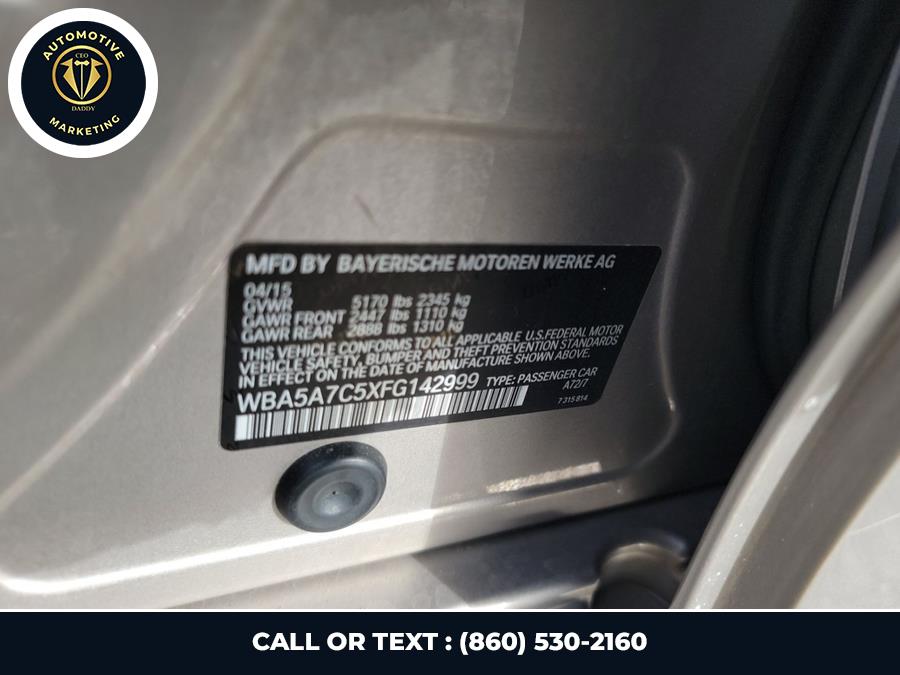 AUTOMOTIVE
CEO
DADDY
MARKETING
MFD BY BAYERISCHE MOTOREN WERKE AG
04/15
GVWR 5170 lbs 2345 kg
GAWR FRONT 2447 lbs 1110 kg
GAWR REAR 2888 lbs 1310 kg
THIS VEHICLE CONFORMS TO ALL APPLICABLE U.S.FEDERAL MOTOR
VEHICLE SAFETY, BUMPER AND THEFT PREVENTION STANDARDS
IN EFFECT ON THE DATE OF MANUFACTURE SHOWN ABOVE.
WBA5A7C5XFG142999 TYPE: PASSENGER CAR
A72/7
7 315 814
CALL OR TEXT : (860) 530-2160